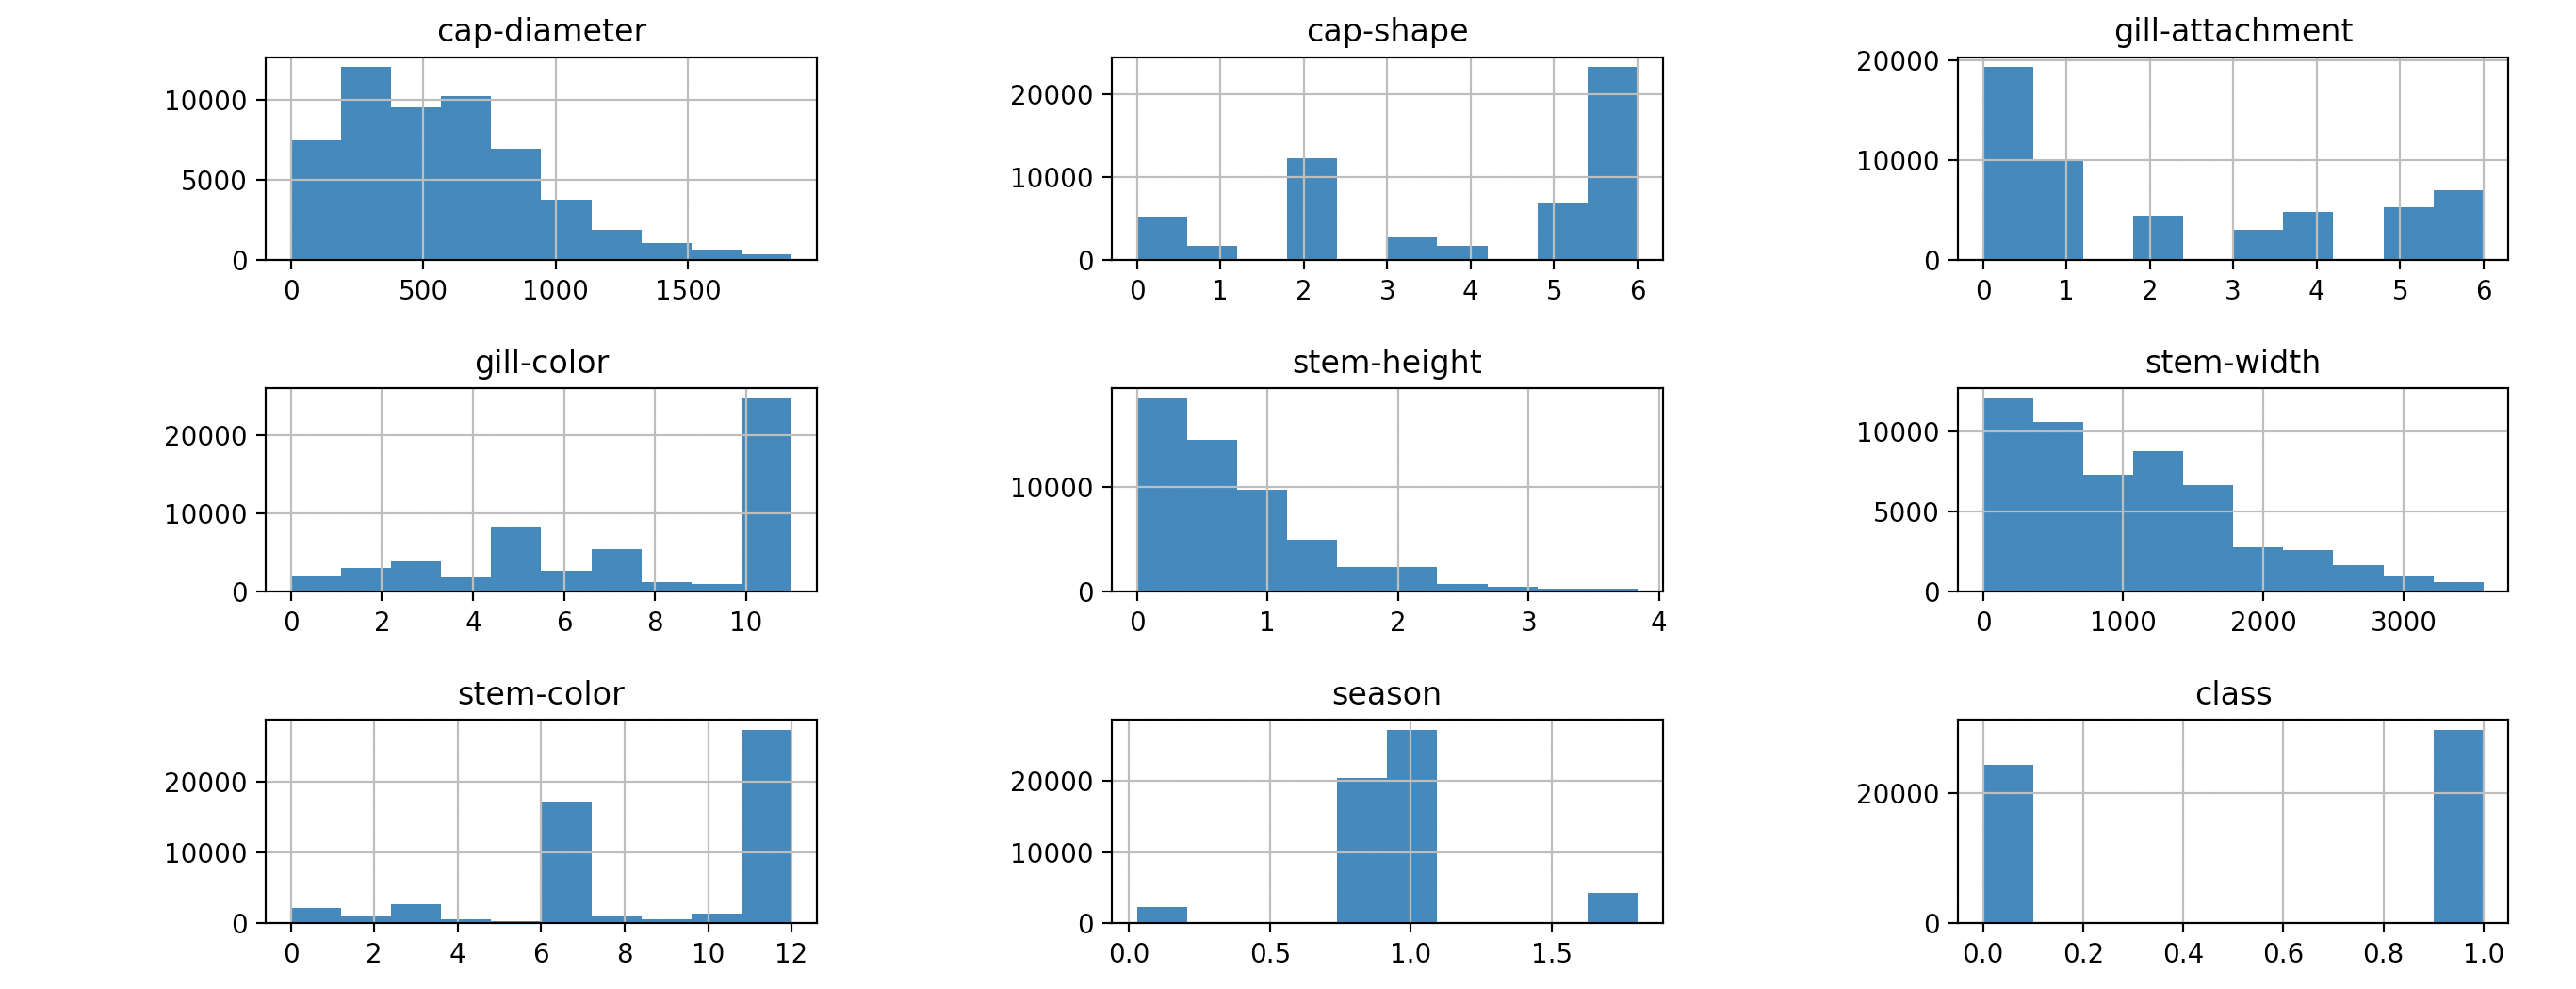 cap-diameter
10000
5000
0
0 500 1000 1500
cap-shape
20000
10000
0
0 1 2 3 4 5 6
gill-attachment
20000
10000
0
0 1 2 3 4 5 6
gill-color
20000
10000
0
0 2 4 6 8 10
stem-height
10000
0
0 1 2 3 4
stem-width
10000
5000
0
0 1000 2000 3000
stem-color
20000
10000
0
0 2 4 6 8 10 12
season
20000
10000
0
0.0 0.5 1.0 1.5
class
20000
0
0.0 0.2 0.4 0.6 0.8 1.0